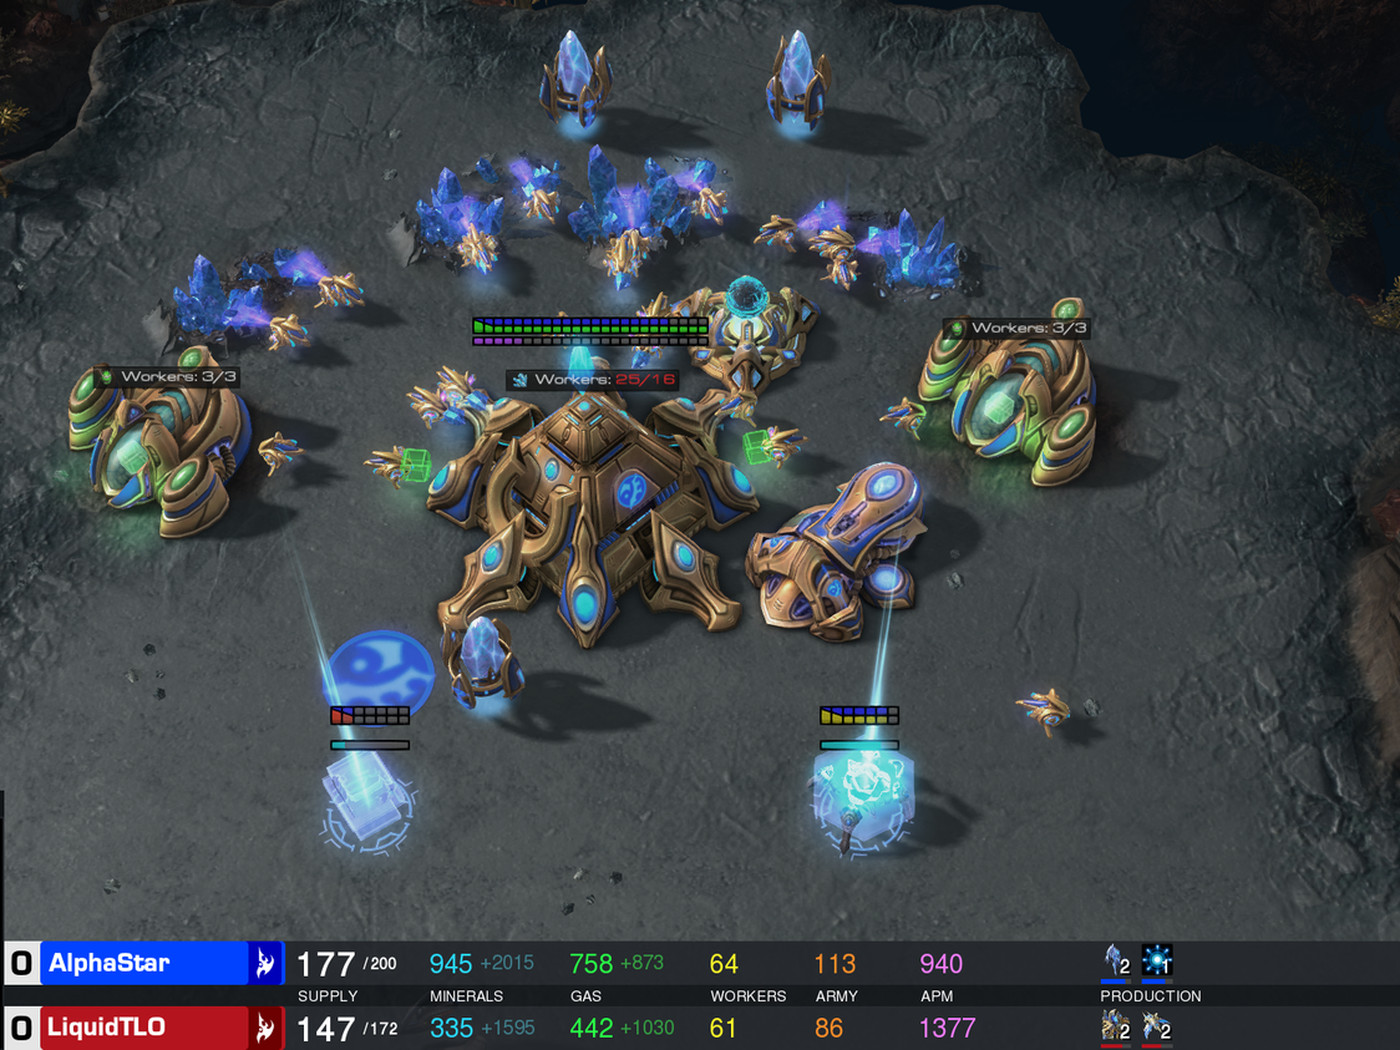 Workers: 3/3
Workers: 3/3
Workers: 25/16
0 AlphaStar 177 /200 945 +2015 758 +873 64 113 940 2 1
SUPPLY MINERALS GAS WORKERS ARMY APM PRODUCTION
0 LiquidTLO 147 /172 335 +1595 442 +1030 61 86 1377 2 2